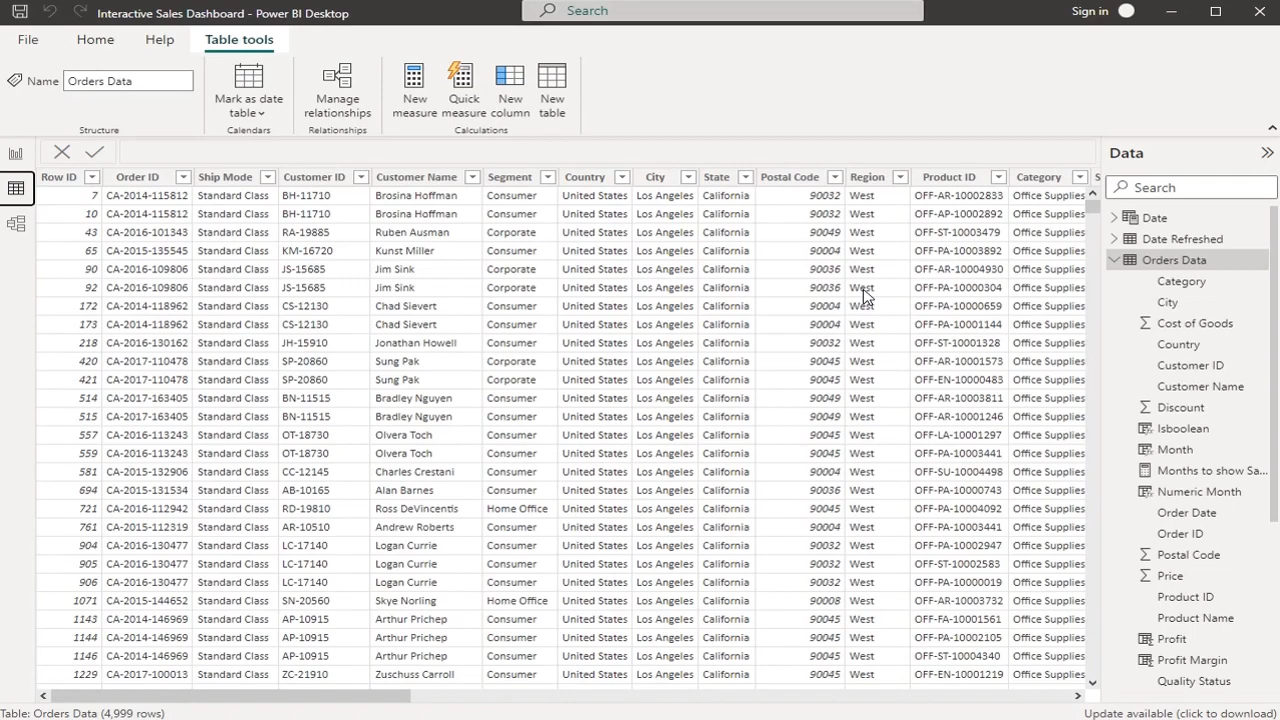 Interactive Sales Dashboard - Power BI Desktop
Search
Sign in
File Home Help Table tools
Name Orders Data
Mark as date table
Manage relationships
New measure
Quick measure
New column
New table
Structure Calendars Relationships Calculations
Row ID Order ID Ship Mode Customer ID Customer Name Segment Country City State Postal Code Region Product ID Category S
7 CA-2014-115812 Standard Class BH-11710 Brosina Hoffman Consumer United States Los Angeles California 90032 West OFF-AR-10002833 Office Supplies
10 CA-2014-115812 Standard Class BH-11710 Brosina Hoffman Consumer United States Los Angeles California 90032 West OFF-AP-10002892 Office Supplies
43 CA-2016-101343 Standard Class RA-19885 Ruben Ausman Corporate United States Los Angeles California 90049 West OFF-ST-10003479 Office Supplies
65 CA-2015-135545 Standard Class KM-16720 Kunst Miller Consumer United States Los Angeles California 90004 West OFF-PA-10003892 Office Supplies
90 CA-2016-109806 Standard Class JS-15685 Jim Sink Corporate United States Los Angeles California 90036 West OFF-AR-10004930 Office Supplies
92 CA-2016-109806 Standard Class JS-15685 Jim Sink Corporate United States Los Angeles California 90036 West OFF-PA-10000304 Office Supplies
172 CA-2014-118962 Standard Class CS-12130 Chad Sievert Consumer United States Los Angeles California 90004 West OFF-PA-10000659 Office Supplies
173 CA-2014-118962 Standard Class CS-12130 Chad Sievert Consumer United States Los Angeles California 90004 West OFF-PA-10001144 Office Supplies
218 CA-2016-130162 Standard Class JH-15910 Jonathan Howell Consumer United States Los Angeles California 90032 West OFF-ST-10001328 Office Supplies
420 CA-2017-110478 Standard Class SP-20860 Sung Pak Corporate United States Los Angeles California 90045 West OFF-AR-10001573 Office Supplies
421 CA-2017-110478 Standard Class SP-20860 Sung Pak Corporate United States Los Angeles California 90045 West OFF-EN-10000483 Office Supplies
514 CA-2017-163405 Standard Class BN-11515 Bradley Nguyen Consumer United States Los Angeles California 90049 West OFF-AR-10003811 Office Supplies
515 CA-2017-163405 Standard Class BN-11515 Bradley Nguyen Consumer United States Los Angeles California 90049 West OFF-AR-10001246 Office Supplies
557 CA-2016-113243 Standard Class OT-18730 Olvera Toch Consumer United States Los Angeles California 90045 West OFF-LA-10001297 Office Supplies
559 CA-2016-113243 Standard Class OT-18730 Olvera Toch Consumer United States Los Angeles California 90045 West OFF-PA-10003441 Office Supplies
581 CA-2015-132906 Standard Class CC-12145 Charles Crestani Consumer United States Los Angeles California 90004 West OFF-SU-10004498 Office Supplies
694 CA-2015-131534 Standard Class AB-10165 Alan Barnes Consumer United States Los Angeles California 90036 West OFF-PA-10000743 Office Supplies
721 CA-2016-112942 Standard Class RD-19810 Ross DeVincentis Home Office United States Los Angeles California 90045 West OFF-PA-10004092 Office Supplies
761 CA-2015-112319 Standard Class AR-10510 Andrew Roberts Consumer United States Los Angeles California 90004 West OFF-PA-10003441 Office Supplies
904 CA-2016-130477 Standard Class LC-17140 Logan Currie Consumer United States Los Angeles California 90032 West OFF-PA-10002947 Office Supplies
905 CA-2016-130477 Standard Class LC-17140 Logan Currie Consumer United States Los Angeles California 90032 West OFF-ST-10002583 Office Supplies
906 CA-2016-130477 Standard Class LC-17140 Logan Currie Consumer United States Los Angeles California 90032 West OFF-PA-10000019 Office Supplies
1071 CA-2015-144652 Standard Class SN-20560 Skye Norling Home Office United States Los Angeles California 90008 West OFF-AR-10003732 Office Supplies
1143 CA-2014-146969 Standard Class AP-10915 Arthur Prichep Consumer United States Los Angeles California 90045 West OFF-FA-10001561 Office Supplies
1144 CA-2014-146969 Standard Class AP-10915 Arthur Prichep Consumer United States Los Angeles California 90045 West OFF-PA-10002105 Office Supplies
1146 CA-2014-146969 Standard Class AP-10915 Arthur Prichep Consumer United States Los Angeles California 90045 West OFF-ST-10004340 Office Supplies
1229 CA-2017-100013 Standard Class ZC-21910 Zuschuss Carroll Consumer United States Los Angeles California 90045 West OFF-EN-10001219 Office Supplies
Data
Search
Date
Date Refreshed
Orders Data
Category
City
Cost of Goods
Country
Customer ID
Customer Name
Discount
Isboolean
Month
Months to show Sa...
Numeric Month
Order Date
Order ID
Postal Code
Price
Product ID
Product Name
Profit
Profit Margin
Quality Status
Table: Orders Data (4,999 rows)
Update available (click to download)